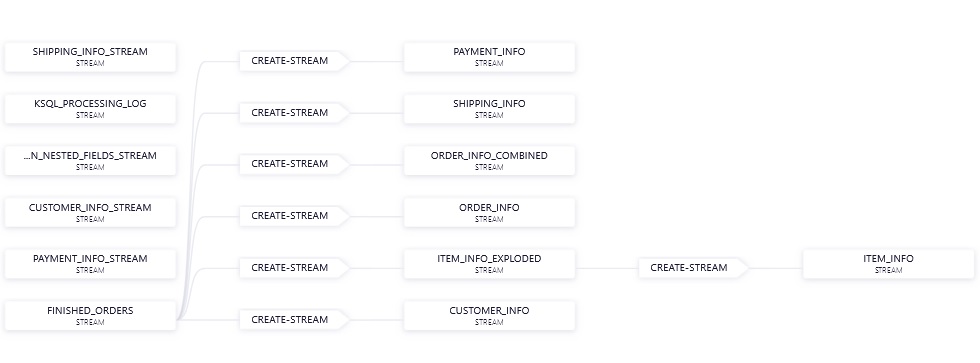 SHIPPING_INFO_STREAM
STREAM
CREATE-STREAM
PAYMENT_INFO
STREAM
KSQL_PROCESSING_LOG
STREAM
CREATE-STREAM
SHIPPING_INFO
STREAM
...N_NESTED_FIELDS_STREAM
STREAM
CREATE-STREAM
ORDER_INFO_COMBINED
STREAM
CUSTOMER_INFO_STREAM
STREAM
CREATE-STREAM
ORDER_INFO
STREAM
PAYMENT_INFO_STREAM
STREAM
CREATE-STREAM
ITEM_INFO_EXPLODED
STREAM
CREATE-STREAM
ITEM_INFO
STREAM
FINISHED_ORDERS
STREAM
CREATE-STREAM
CUSTOMER_INFO
STREAM